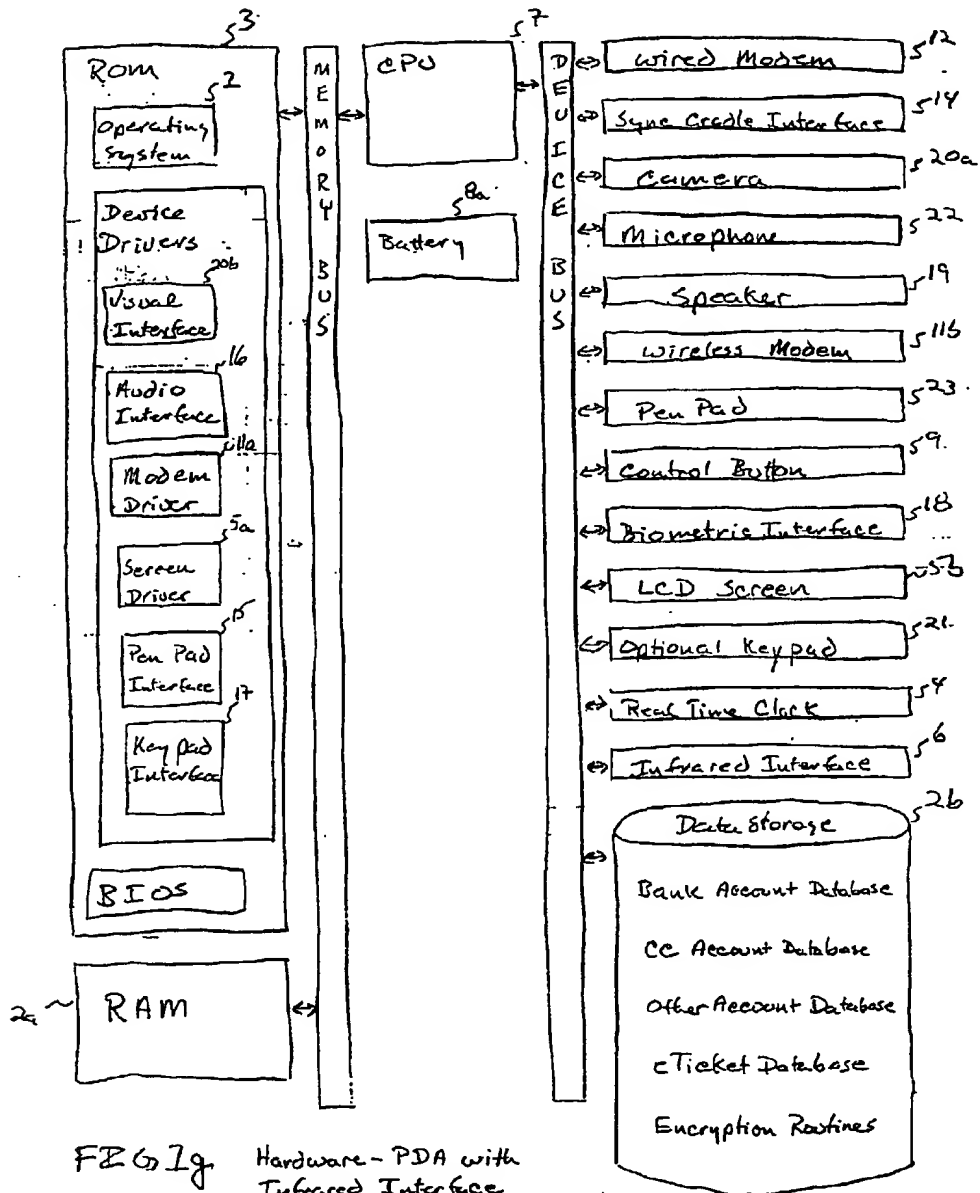 3
ROM
2
Operating
System
Device
Drivers
20b
Visual
Interface
16
Audio
Interface
11a
Modem
Driver
5a
Screen
Driver
15
Pen Pad
Interface
17
Keypad
Interface
BIOS
2a
RAM
MEMORY BUS
7
CPU
8a
Battery
DEVICE BUS
12
Wired Modem
14
Sync Cradle Interface
20a
Camera
22
Microphone
19
Speaker
11b
Wireless Modem
23
Pen Pad
9
Control Button
18
Biometric Interface
5b
LCD Screen
21
Optional Keypad
4
Real Time Clock
6
Infrared Interface
2b
Data Storage
Bank Account Database
CC Account Database
Other Account Database
eTicket Database
Encryption Routines
FIG 1g Hardware - PDA with
Infrared Interface